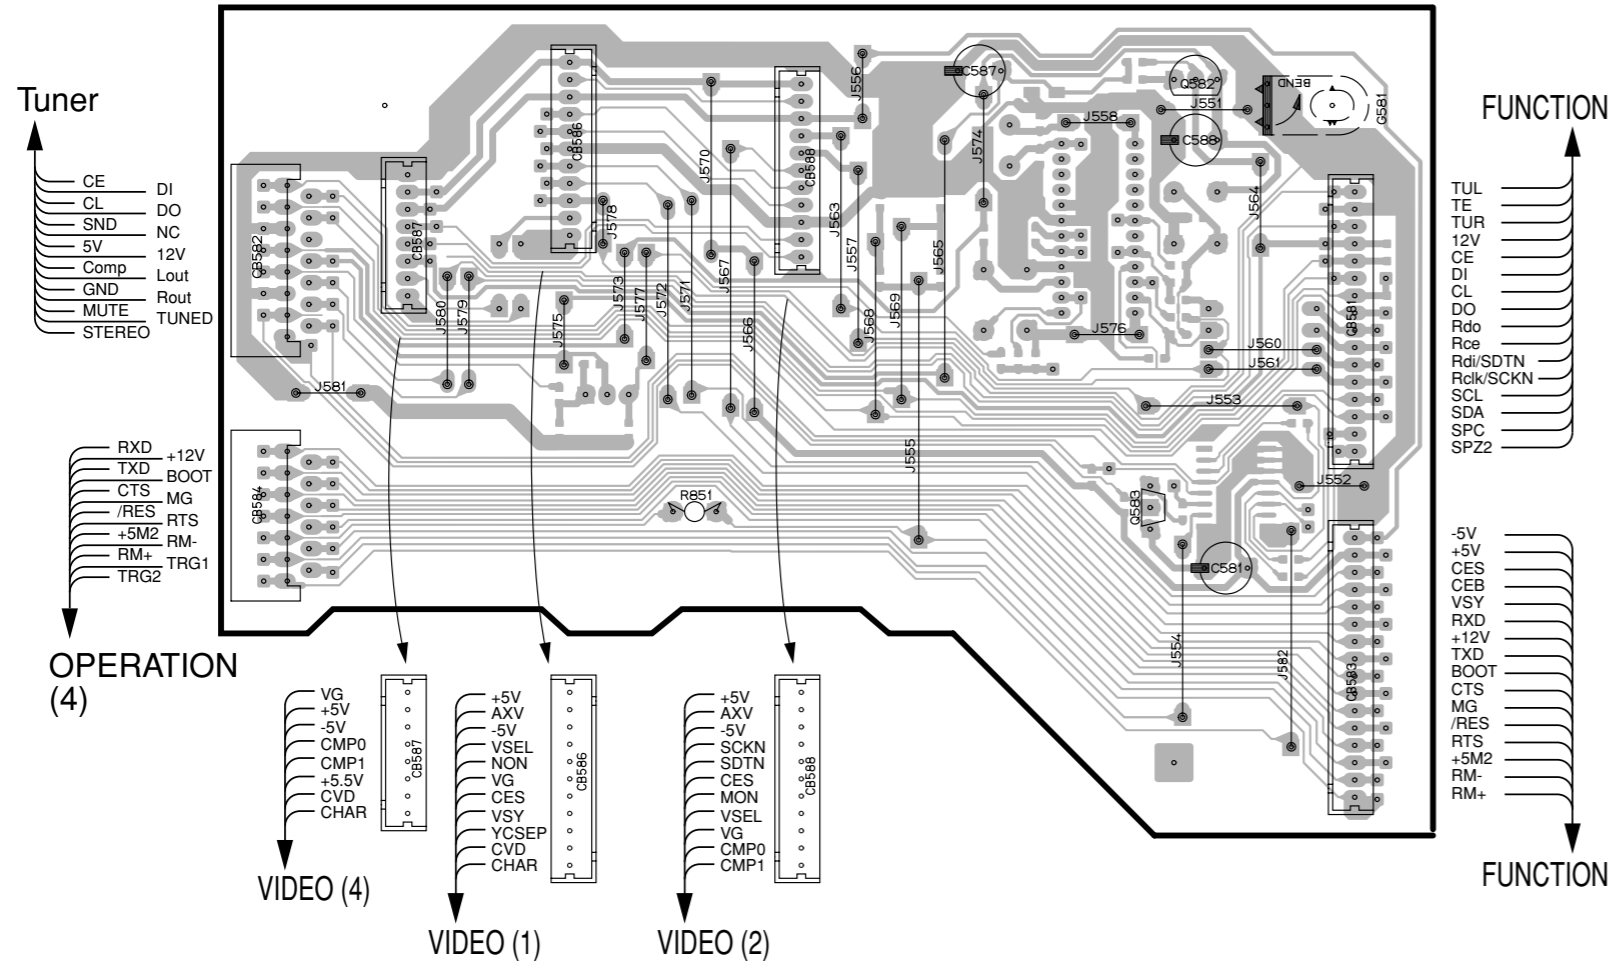 Tuner
CE
DI
CL
DO
SND
NC
5V
12V
Comp
Lout
GND
Rout
MUTE
TUNED
STEREO
RXD
+12V
TXD
BOOT
CTS
MG
/RES
RTS
+5M2
RM-
RM+
TRG1
TRG2
OPERATION
(4)
CB582
CB587
CB586
CB588
CB584
CB581
CB583
J581
J580
J579
J575
J578
J573
J577
J572
J571
J570
J567
J566
J556
J563
J557
J568
J569
J565
J555
J574
J558
J576
J551
J564
J560
J561
J553
J552
J554
J582
C587
C588
C581
Q582
Q583
G581
BEND
R851
FUNCTION
TUL
TE
TUR
12V
CE
DI
CL
DO
Rdo
Rce
Rdi/SDTN
Rclk/SCKN
SCL
SDA
SPC
SPZ2
-5V
+5V
CES
CEB
VSY
RXD
+12V
TXD
BOOT
CTS
MG
/RES
RTS
+5M2
RM-
RM+
FUNCTION
VG
+5V
-5V
CMP0
CMP1
+5.5V
CVD
CHAR
CB587
VIDEO (4)
+5V
AXV
-5V
VSEL
NON
VG
CES
VSY
YCSEP
CVD
CHAR
CB586
VIDEO (1)
+5V
AXV
-5V
SCKN
SDTN
CES
MON
VSEL
VG
CMP0
CMP1
CB588
VIDEO (2)